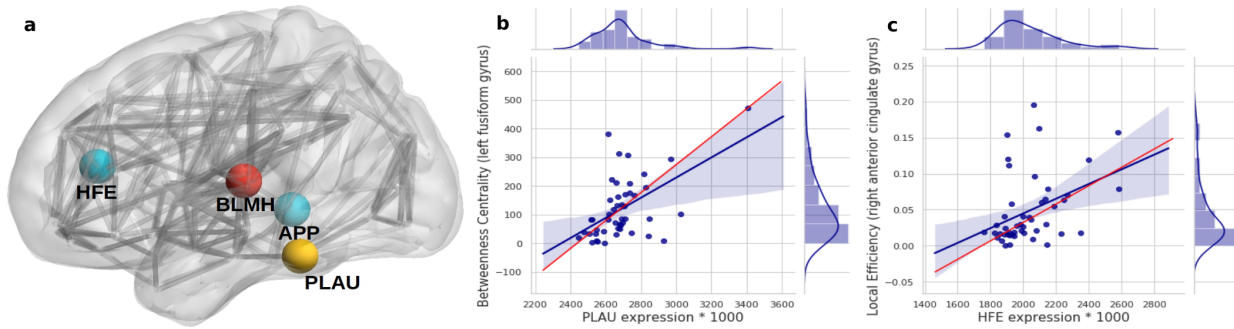 a
HFE
BLMH
APP
PLAU
b
Betweenness Centrality (left fusiform gyrus)
600
500
400
300
200
100
0
−100
2200 2400 2600 2800 3000 3200 3400 3600
PLAU expression * 1000
c
Local Efficiency (right anterior cingulate gyrus)
0.25
0.20
0.15
0.10
0.05
0.00
−0.05
1400 1600 1800 2000 2200 2400 2600 2800
HFE expression * 1000